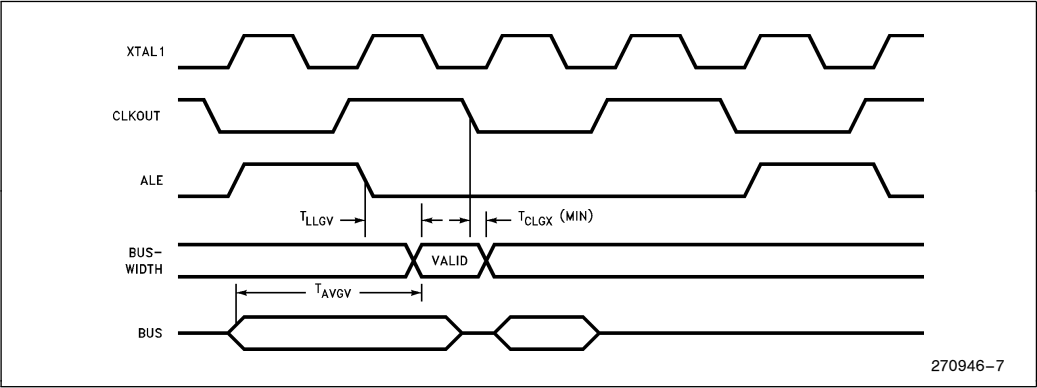 XTAL1
CLKOUT
ALE
TLLGV
TCLGX (MIN)
BUS-
WIDTH
VALID
TAVGV
BUS
270946-7